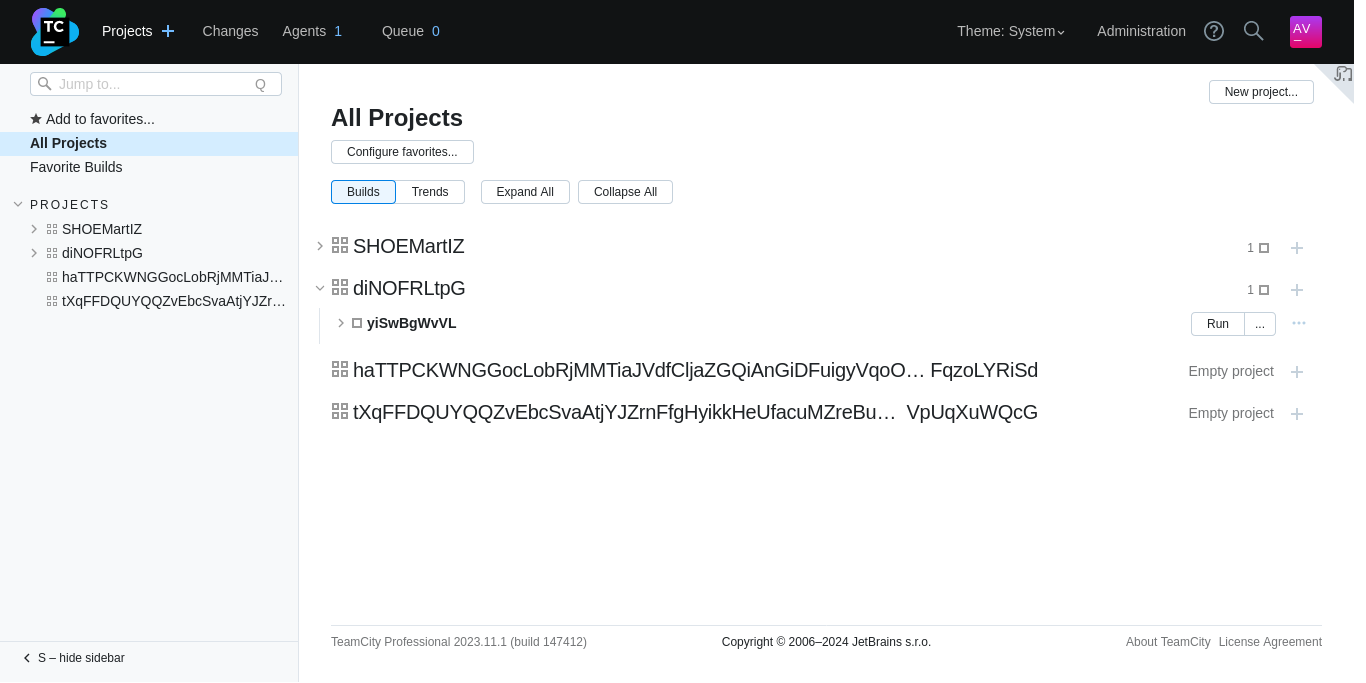 TC
Projects
Changes
Agents 1
Queue 0
Theme: System
Administration
AV
Jump to...
Q
Add to favorites...
All Projects
Favorite Builds
PROJECTS
SHOEMartIZ
diNOFRLtpG
haTTPCKWNGGocLobRjMMTiaJ...
tXqFFDQUYQQZvEbcSvaAtjYJZr...
S – hide sidebar
New project...
All Projects
Configure favorites...
Builds
Trends
Expand All
Collapse All
SHOEMartIZ
1
diNOFRLtpG
1
yiSwBgWvVL
Run
...
haTTPCKWNGGocLobRjMMTiaJVdfCljaZGQiAnGiDFuigyVqoO... FqzoLYRiSd
Empty project
tXqFFDQUYQQZvEbcSvaAtjYJZrnFfgHyikkHeUfacuMZreBu... VpUqXuWQcG
Empty project
TeamCity Professional 2023.11.1 (build 147412)
Copyright © 2006–2024 JetBrains s.r.o.
About TeamCity
License Agreement